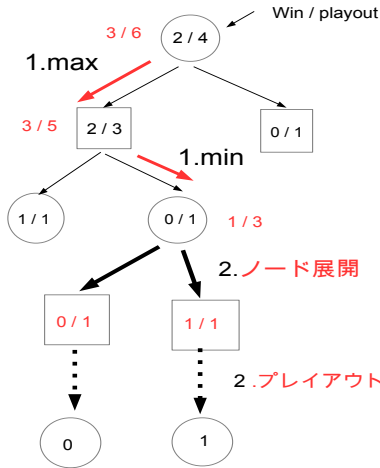 Win / playout
3 / 6
2 / 4
1.max
3 / 5
2 / 3
0 / 1
1.min
1 / 1
0 / 1
1 / 3
2.ノード展開
0 / 1
1 / 1
2 .プレイアウト
0
1